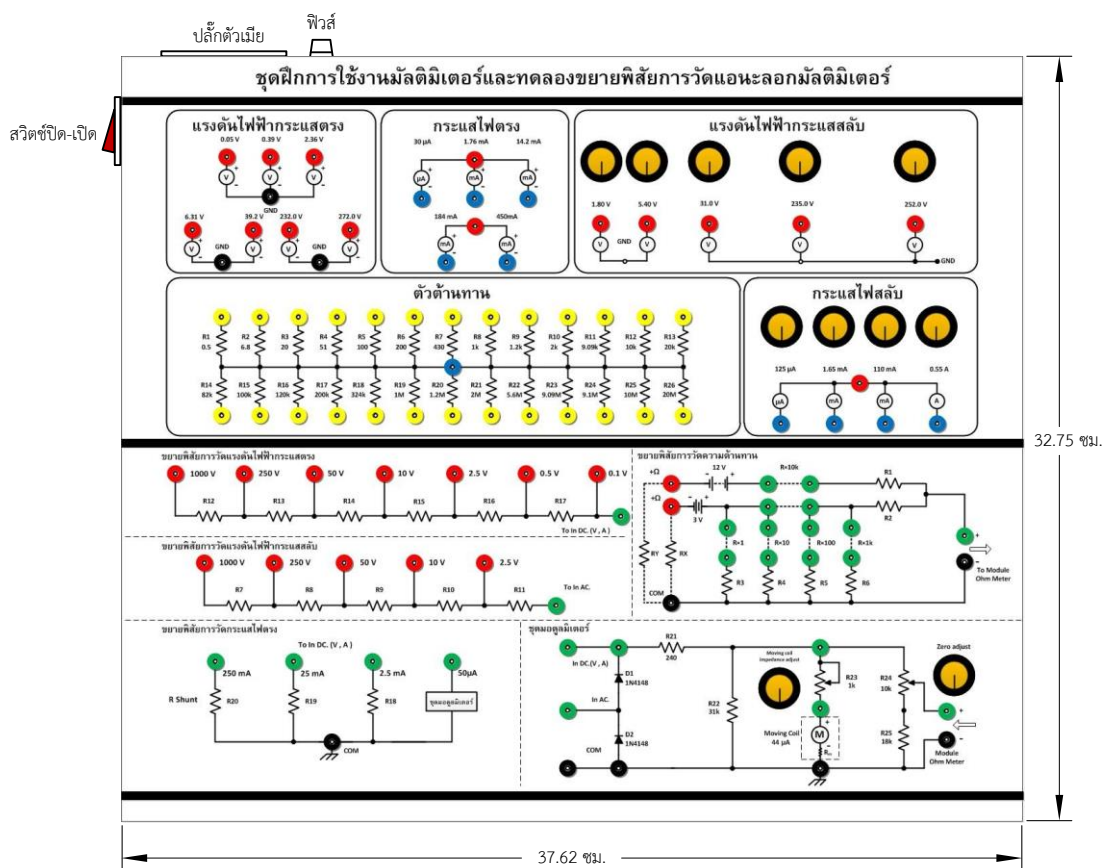 ปลั๊กตัวเมีย ฟิวส์
ชุดฝึกการใช้งานมัลติมิเตอร์และทดลองขยายพิสัยการวัดแอนะลอกมัลติมิเตอร์
สวิตช์ปิด-เปิด
แรงดันไฟฟ้ากระแสตรง
0.05 V 0.39 V 2.36 V
+ + +
V V V
- - -
GND
6.31 V 39.2 V 232.0 V 272.0 V
+ GND + + GND +
V V V V
- - - -
กระแสไฟตรง
30 µA 1.76 mA 14.2 mA
+ + +
µA mA mA
- - -
184 mA 450mA
+ +
mA mA
- -
แรงดันไฟฟ้ากระแสสลับ
1.80 V 5.40 V 31.0 V 235.0 V 252.0 V
V GND V V V V
GND
ตัวต้านทาน
R1 R2 R3 R4 R5 R6 R7 R8 R9 R10 R11 R12 R13
0.5 6.8 20 51 100 200 430 1k 1.2k 2k 9.09k 10k 20k
R14 R15 R16 R17 R18 R19 R20 R21 R22 R23 R24 R25 R26
82k 100k 120k 200k 324k 1M 1.2M 2M 5.6M 9.09M 9.1M 10M 20M
กระแสไฟสลับ
125 µA 1.65 mA 110 mA 0.55 A
µA mA mA A
32.75 ซม.
ขยายพิสัยการวัดแรงดันไฟฟ้ากระแสตรง
1000 V 250 V 50 V 10 V 2.5 V 0.5 V 0.1 V
R12 R13 R14 R15 R16 R17
To In DC. (V , A )
ขยายพิสัยการวัดแรงดันไฟฟ้ากระแสสลับ
1000 V 250 V 50 V 10 V 2.5 V
R7 R8 R9 R10 R11
To In AC.
ขยายพิสัยการวัดความต้านทาน
+Ω - 12 V + R×10k R1
+Ω - + R2
3 V
R×1 R×10 R×100 R×1k
RY RX
R3 R4 R5 R6
COM
+
-
To Module
Ohm Meter
ขยายพิสัยการวัดกระแสไฟตรง
To In DC. (V , A )
250 mA 25 mA 2.5 mA 50µA
R Shunt R20 R19 R18 ชุดมอดูลมิเตอร์
COM
ชุดมอดูลมิเตอร์
In DC.(V , A)
R21
240
D1
1N4148
In AC.
D2
1N4148
COM
R22
31k
Moving coil
impedance adjust
Moving Coil
44 µA
R23
1k
+
M
-
R24
10k
R25
18k
Zero adjust
+
-
Module
Ohm Meter
37.62 ซม.